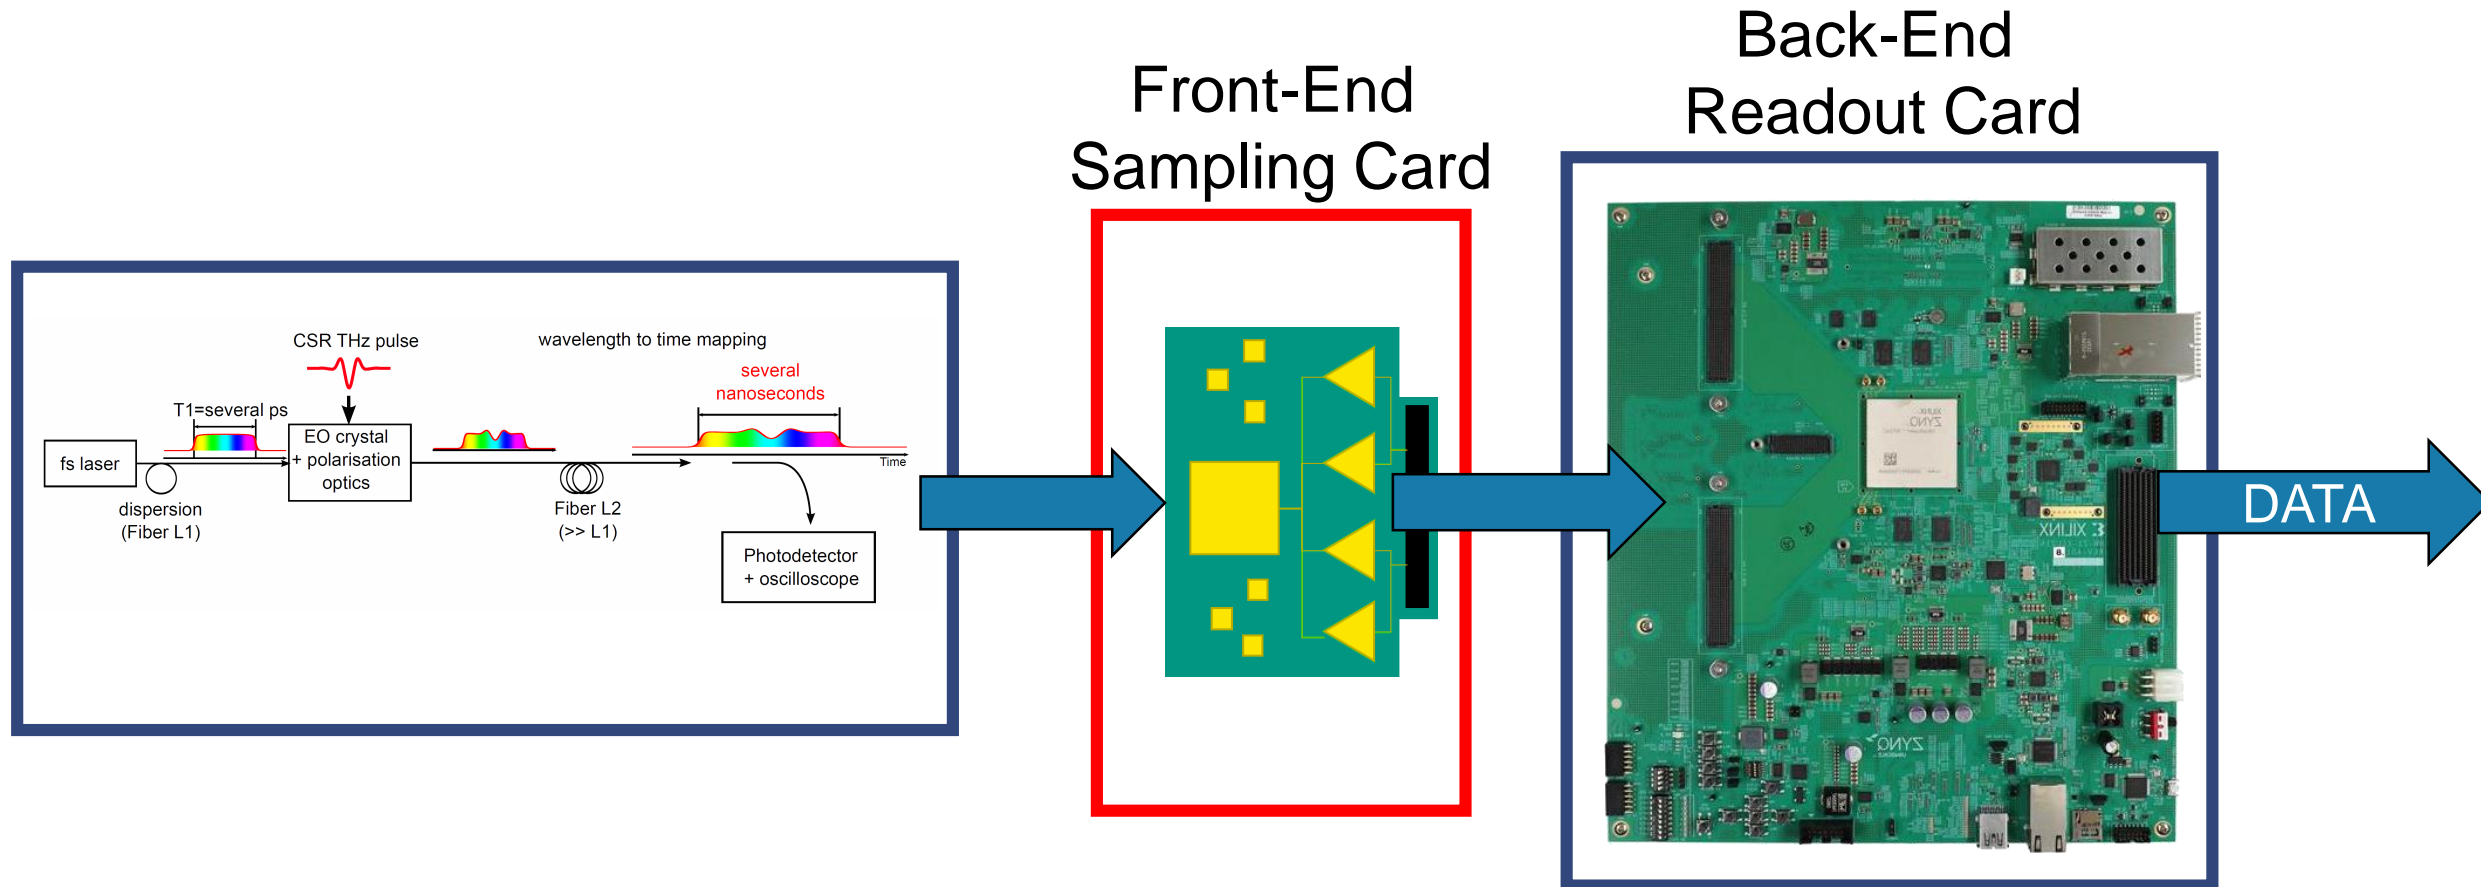 Back-End
Readout Card
Front-End
Sampling Card
CSR THz pulse
wavelength to time mapping
several
nanoseconds
T1=several ps
fs laser
EO crystal
+ polarisation
optics
Time
dispersion
(Fiber L1)
Fiber L2
(>> L1)
Photodetector
+ oscilloscope
XILINX
ZYNQ
XILINX
ZYNQ
DATA